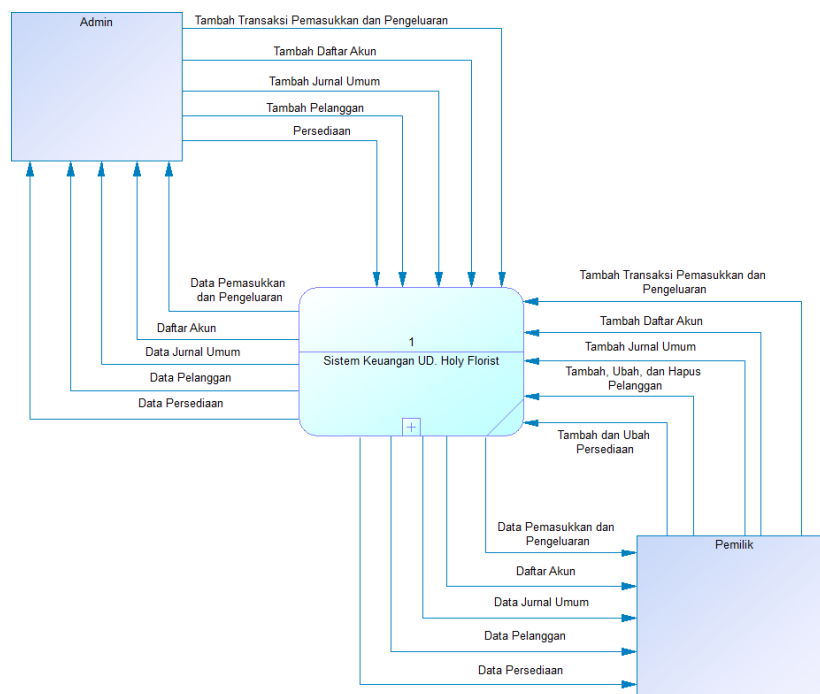 Admin
Tambah Transaksi Pemasukkan dan Pengeluaran
Tambah Daftar Akun
Tambah Jurnal Umum
Tambah Pelanggan
Persediaan
Data Pemasukkan
dan Pengeluaran
Daftar Akun
Data Jurnal Umum
Data Pelanggan
Data Persediaan
1
Sistem Keuangan UD. Holy Florist
Tambah Transaksi Pemasukkan dan
Pengeluaran
Tambah Daftar Akun
Tambah Jurnal Umum
Tambah, Ubah, dan Hapus
Pelanggan
Tambah dan Ubah
Persediaan
Data Pemasukkan dan
Pengeluaran
Daftar Akun
Data Jurnal Umum
Data Pelanggan
Data Persediaan
Pemilik